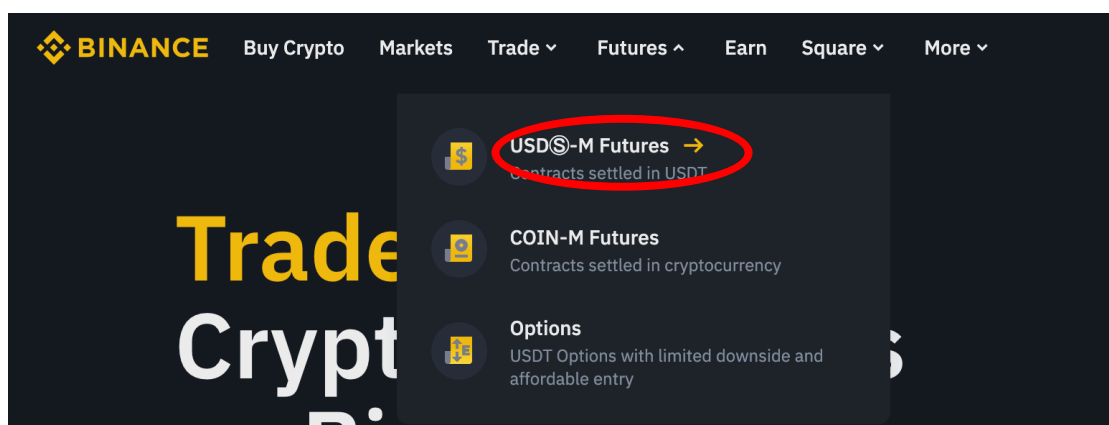 BINANCE Buy Crypto Markets Trade Futures Earn Square More
USDⓈ-M Futures →
Contracts settled in USDT
COIN-M Futures
Contracts settled in cryptocurrency
Options
USDT Options with limited downside and
affordable entry
Trade
Crypt